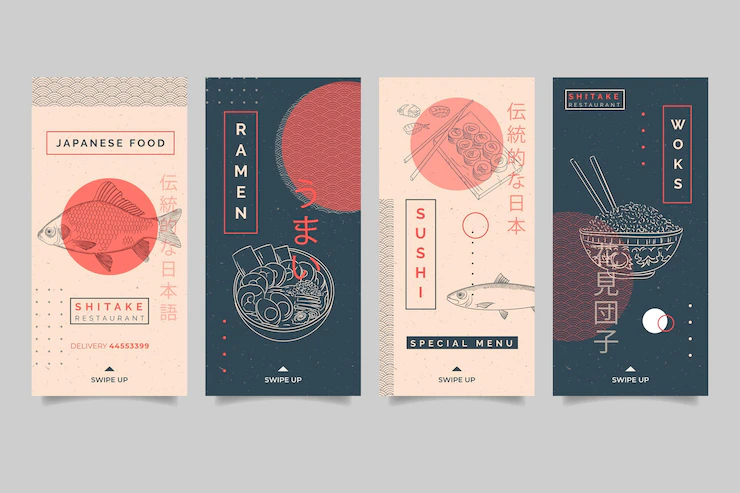 JAPANESE FOOD
伝統的な日本語
SHITAKE
RESTAURANT
DELIVERY 44553399
SWIPE UP
RAMEN
うまい
SWIPE UP
伝統的な日本
SUSHI
SPECIAL MENU
SWIPE UP
SHITAKE
RESTAURANT
WOKS
花見団子
SWIPE UP